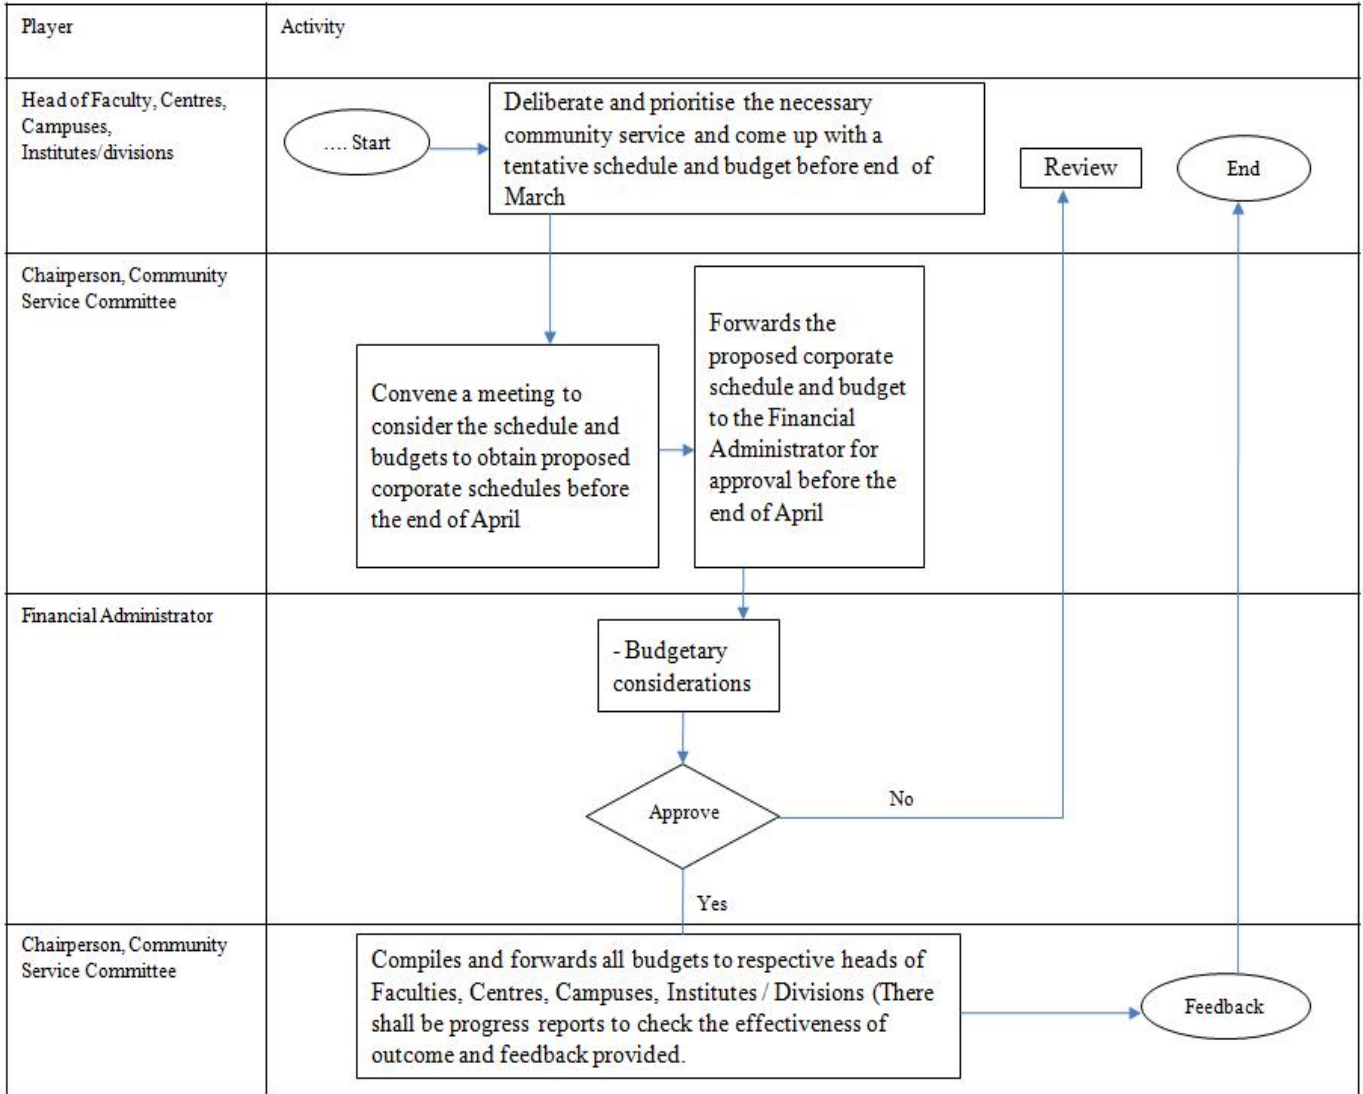 Player
Activity
Head of Faculty, Centres,
Campuses,
Institutes/divisions
.... Start
Deliberate and prioritise the necessary
community service and come up with a
tentative schedule and budget before end of
March
Review
End
Chairperson, Community
Service Committee
Convene a meeting to
consider the schedule and
budgets to obtain proposed
corporate schedules before
the end of April
Forwards the
proposed corporate
schedule and budget
to the Financial
Administrator for
approval before the
end of April
Financial Administrator
- Budgetary
considerations
Approve
No
Yes
Chairperson, Community
Service Committee
Compiles and forwards all budgets to respective heads of
Faculties, Centres, Campuses, Institutes / Divisions (There
shall be progress reports to check the effectiveness of
outcome and feedback provided.
Feedback